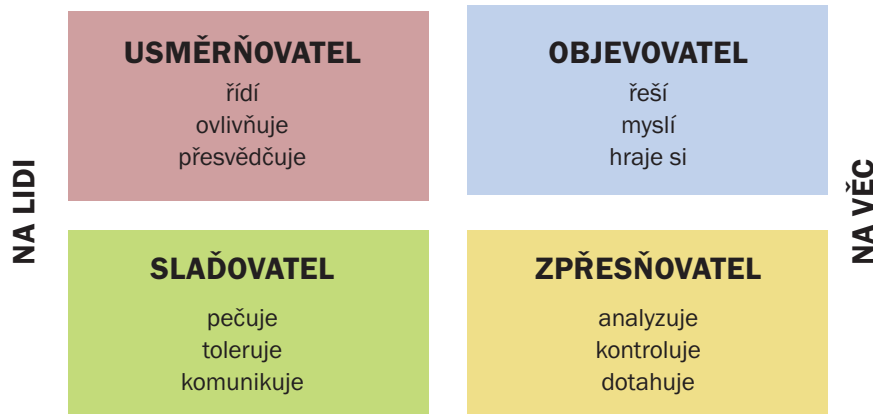 USMĚRŇOVATEL
řídí
ovlivňuje
přesvědčuje
OBJEVOVATEL
řeší
myslí
hraje si
NA LIDI
NA VĚC
SLAĎOVATEL
pečuje
toleruje
komunikuje
ZPŘESŇOVATEL
analyzuje
kontroluje
dotahuje